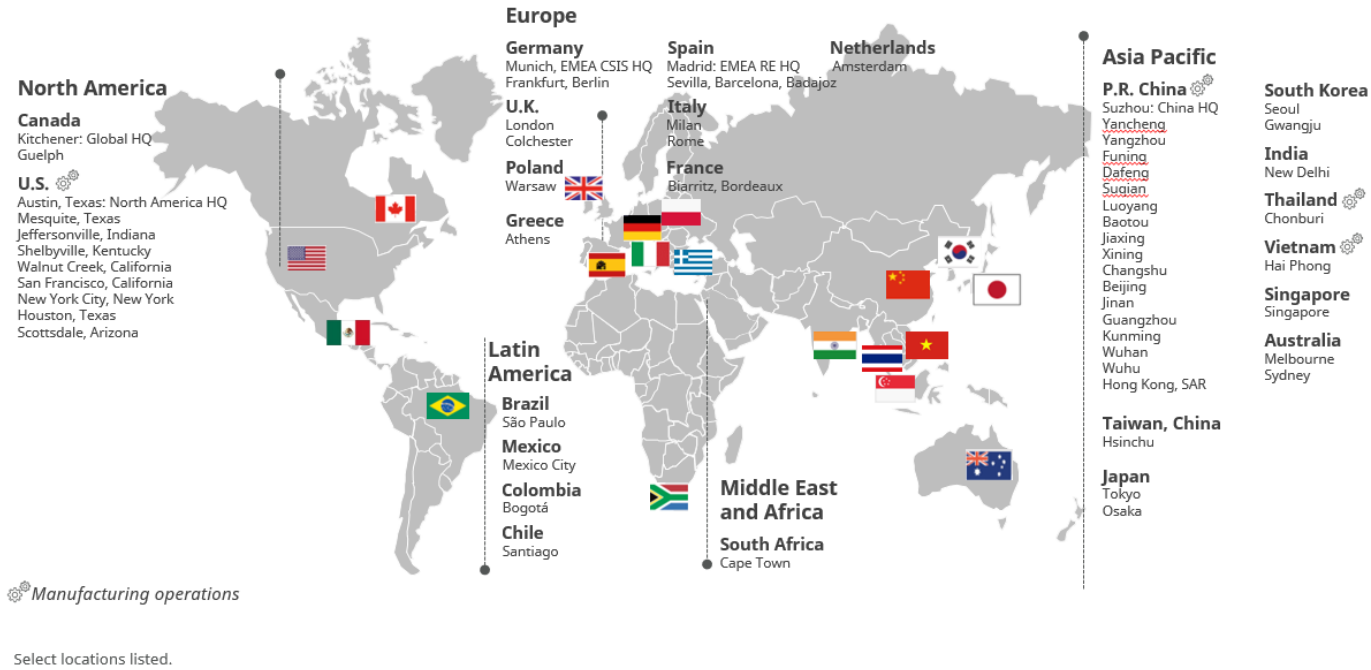 North America
Canada
Kitchener: Global HQ
Guelph
U.S.
Austin, Texas: North America HQ
Mesquite, Texas
Jeffersonville, Indiana
Shelbyville, Kentucky
Walnut Creek, California
San Francisco, California
New York City, New York
Houston, Texas
Scottsdale, Arizona
Europe
Germany
Munich, EMEA CSIS HQ
Frankfurt, Berlin
U.K.
London
Colchester
Poland
Warsaw
Greece
Athens
Spain
Madrid: EMEA RE HQ
Sevilla, Barcelona, Badajoz
Italy
Milan
Rome
France
Biarritz, Bordeaux
Netherlands
Amsterdam
Latin
America
Brazil
São Paulo
Mexico
Mexico City
Colombia
Bogotá
Chile
Santiago
Middle East
and Africa
South Africa
Cape Town
Asia Pacific
P.R. China
Suzhou: China HQ
Yancheng
Yangzhou
Funing
Dafeng
Suqian
Luoyang
Baotou
Jiaxing
Xining
Changshu
Beijing
Jinan
Guangzhou
Kunming
Wuhan
Wuhu
Hong Kong, SAR
Taiwan, China
Hsinchu
Japan
Tokyo
Osaka
South Korea
Seoul
Gwangju
India
New Delhi
Thailand
Chonburi
Vietnam
Hai Phong
Singapore
Singapore
Australia
Melbourne
Sydney
Manufacturing operations
Select locations listed.